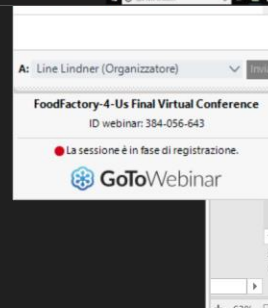 A: Line Lindner (Organizzatore)
FoodFactory-4-Us Final Virtual Conference
ID webinar: 384-056-643
La sessione è in fase di registrazione.
GoToWebinar